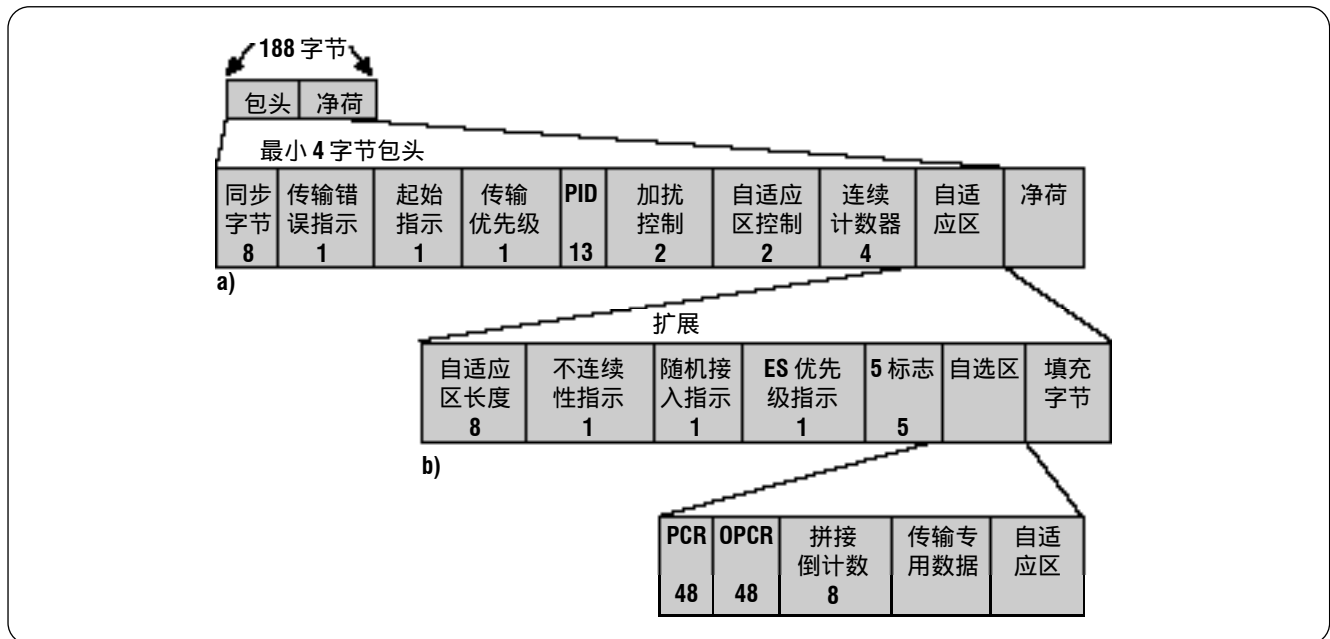 188 字节
包头 净荷
最小 4 字节包头
同步 传输错 起始 传输 PID 加扰 自适应 连续 自适 净荷
字节 误指示 指示 优先级 控制 区控制 计数器 应区
8 1 1 1 13 2 2 4
a)
扩展
自适应 不连续 随机接 ES 优先 5 标志 自选区 填充
区长度 性指示 入指示 级指示 字节
8 1 1 1 5
b)
PCR OPCR 拼接 传输专 自适
倒计数 用数据 应区
48 48 8